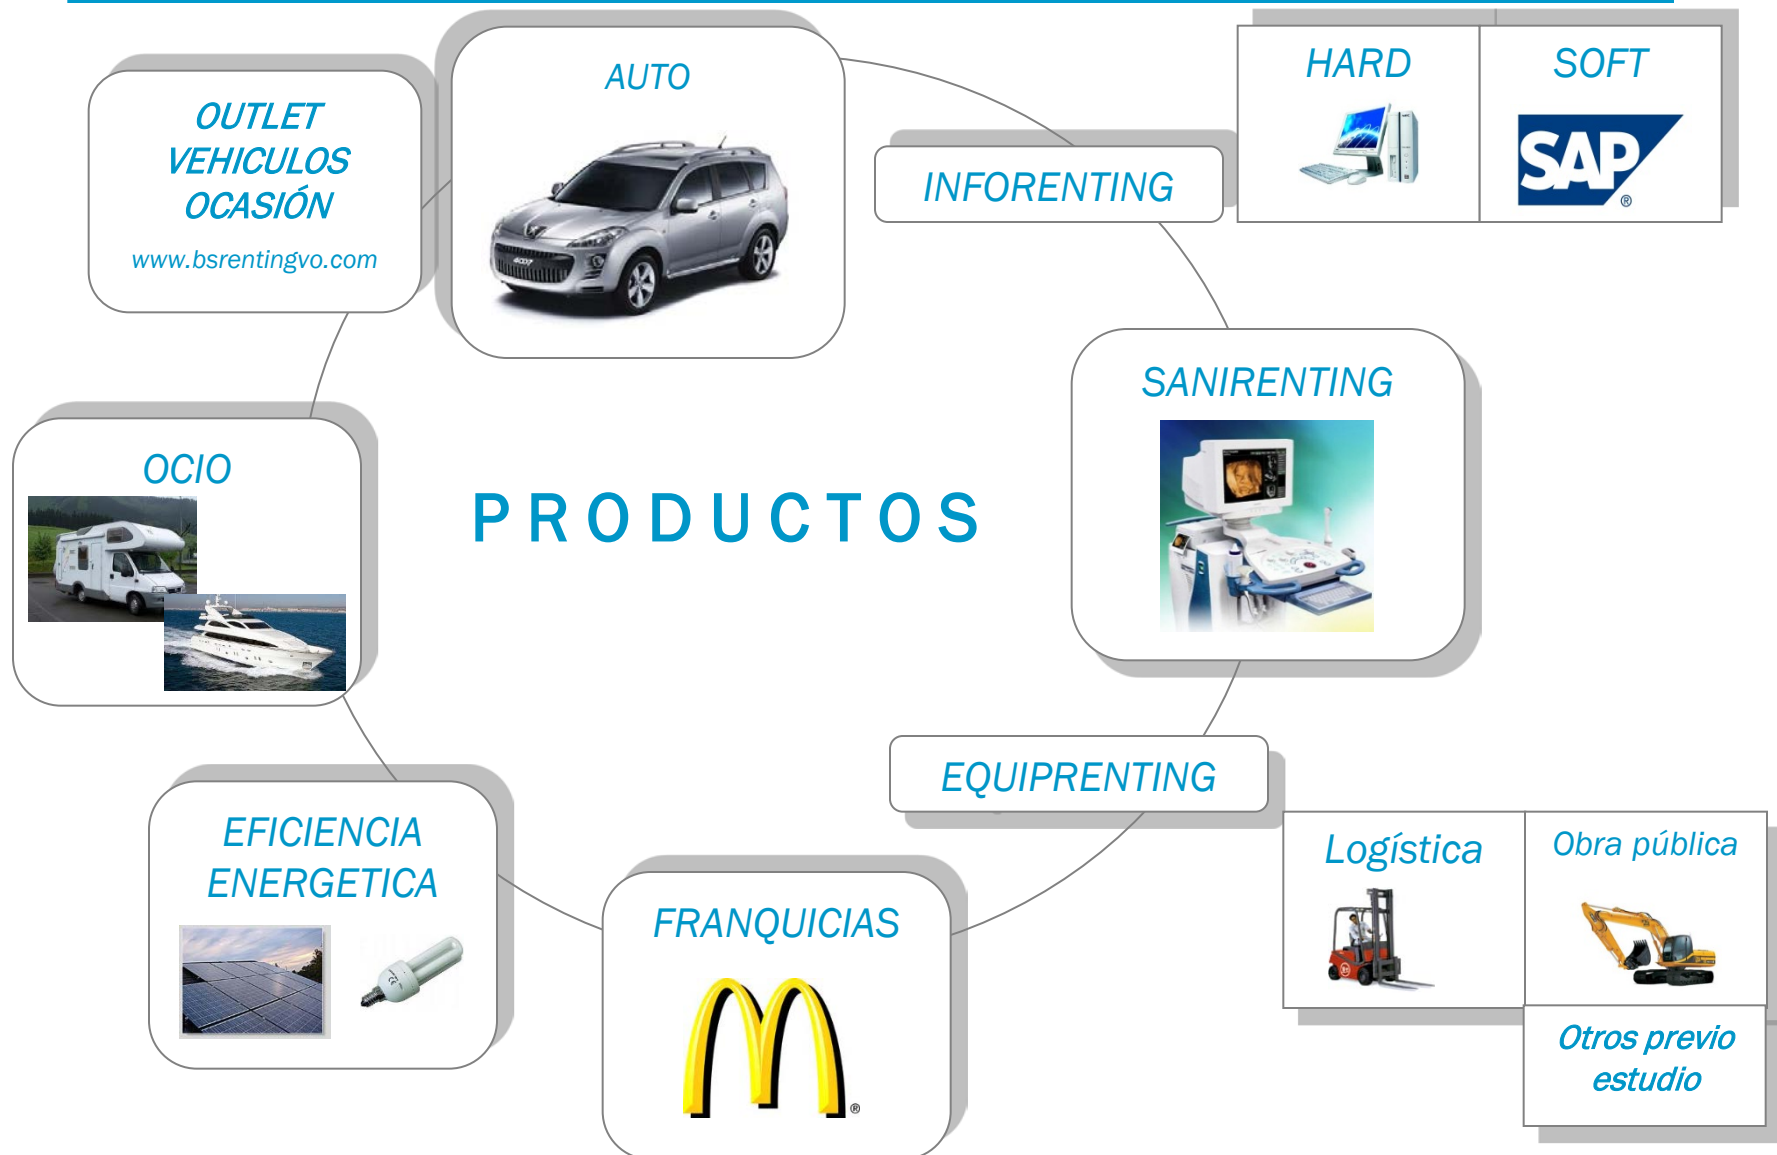 AUTO
HARD
SOFT
SAP
®
OUTLET
VEHICULOS
OCASIÓN
www.bsrentingvo.com
INFORENTING
4007
SANIRENTING
OCIO
PRODUCTOS
EQUIPRENTING
EFICIENCIA
ENERGETICA
Logística
Obra pública
FRANQUICIAS
®
Otros previo
estudio